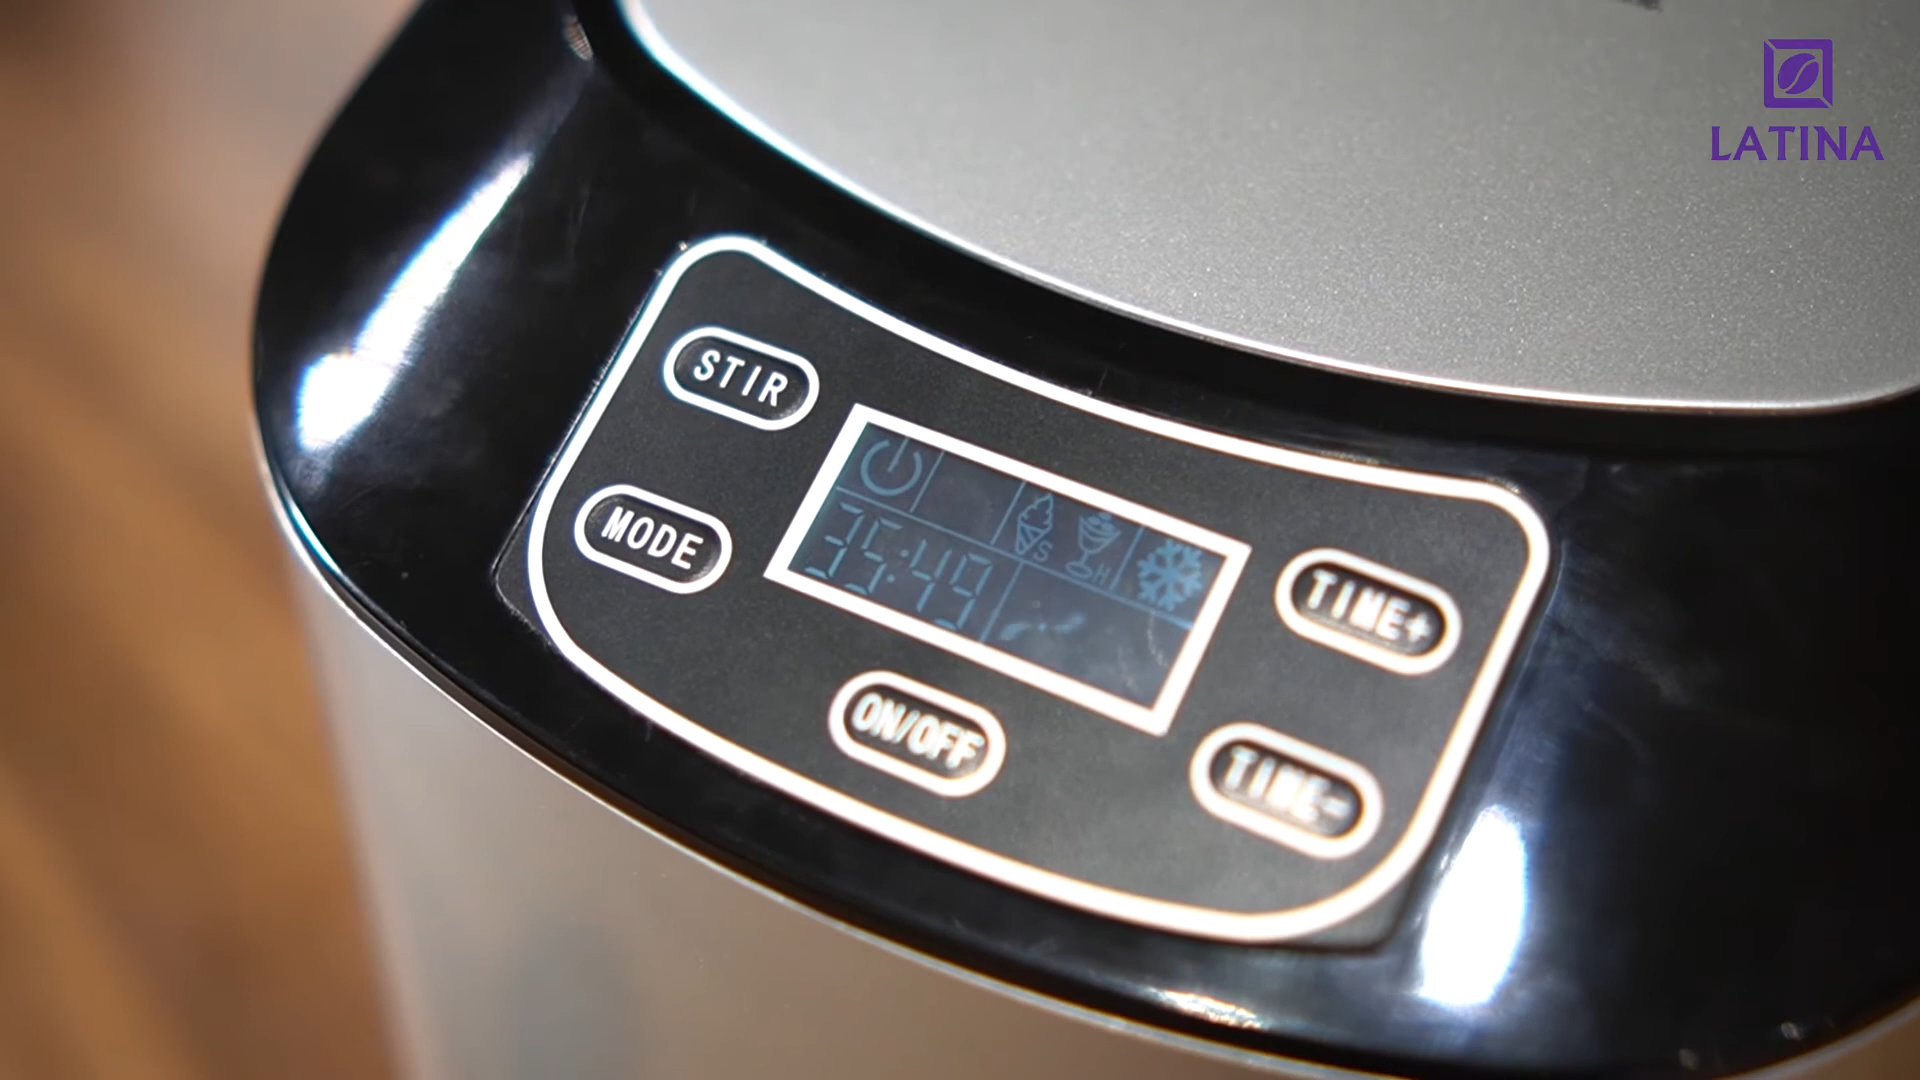 LATINA
STIR
MODE
S
H
35:49
TIME+
ON/OFF
TIME-